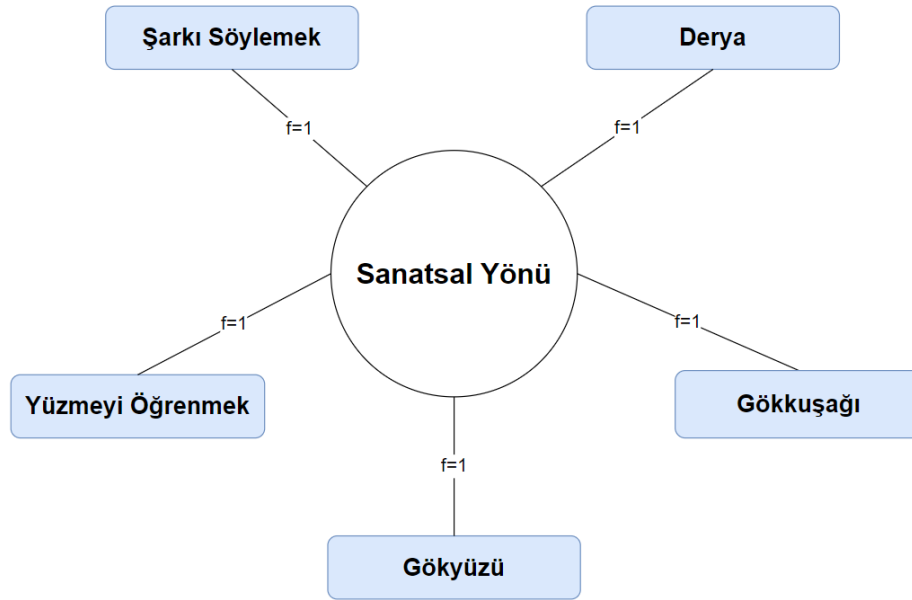 Şarkı Söylemek
Derya
f=1
f=1
Sanatsal Yönü
f=1
f=1
Yüzmeyi Öğrenmek
Gökkuşağı
f=1
Gökyüzü